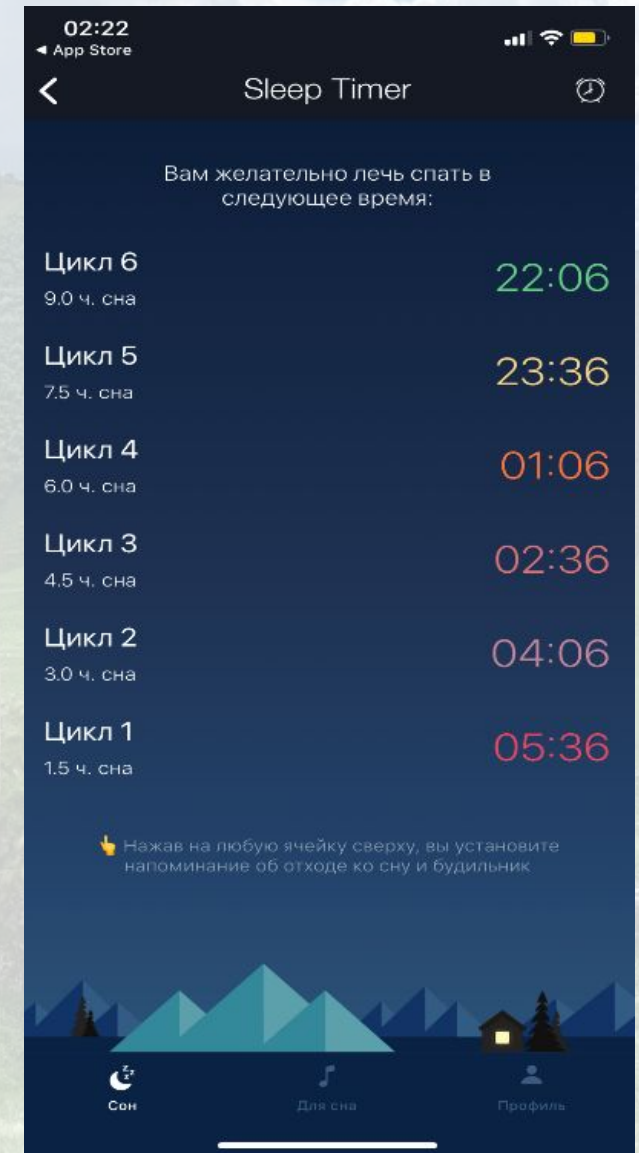 02:22
◀ App Store
Sleep Timer
Вам желательно лечь спать в
следующее время:
Цикл 6
22:06
9.0 ч. сна
Цикл 5
23:36
7.5 ч. сна
Цикл 4
01:06
6.0 ч. сна
Цикл 3
02:36
4.5 ч. сна
Цикл 2
04:06
3.0 ч. сна
Цикл 1
05:36
1.5 ч. сна
👆 Нажав на любую ячейку сверху, вы установите
напоминание об отходе ко сну и будильник
Сон
Для сна
Профиль